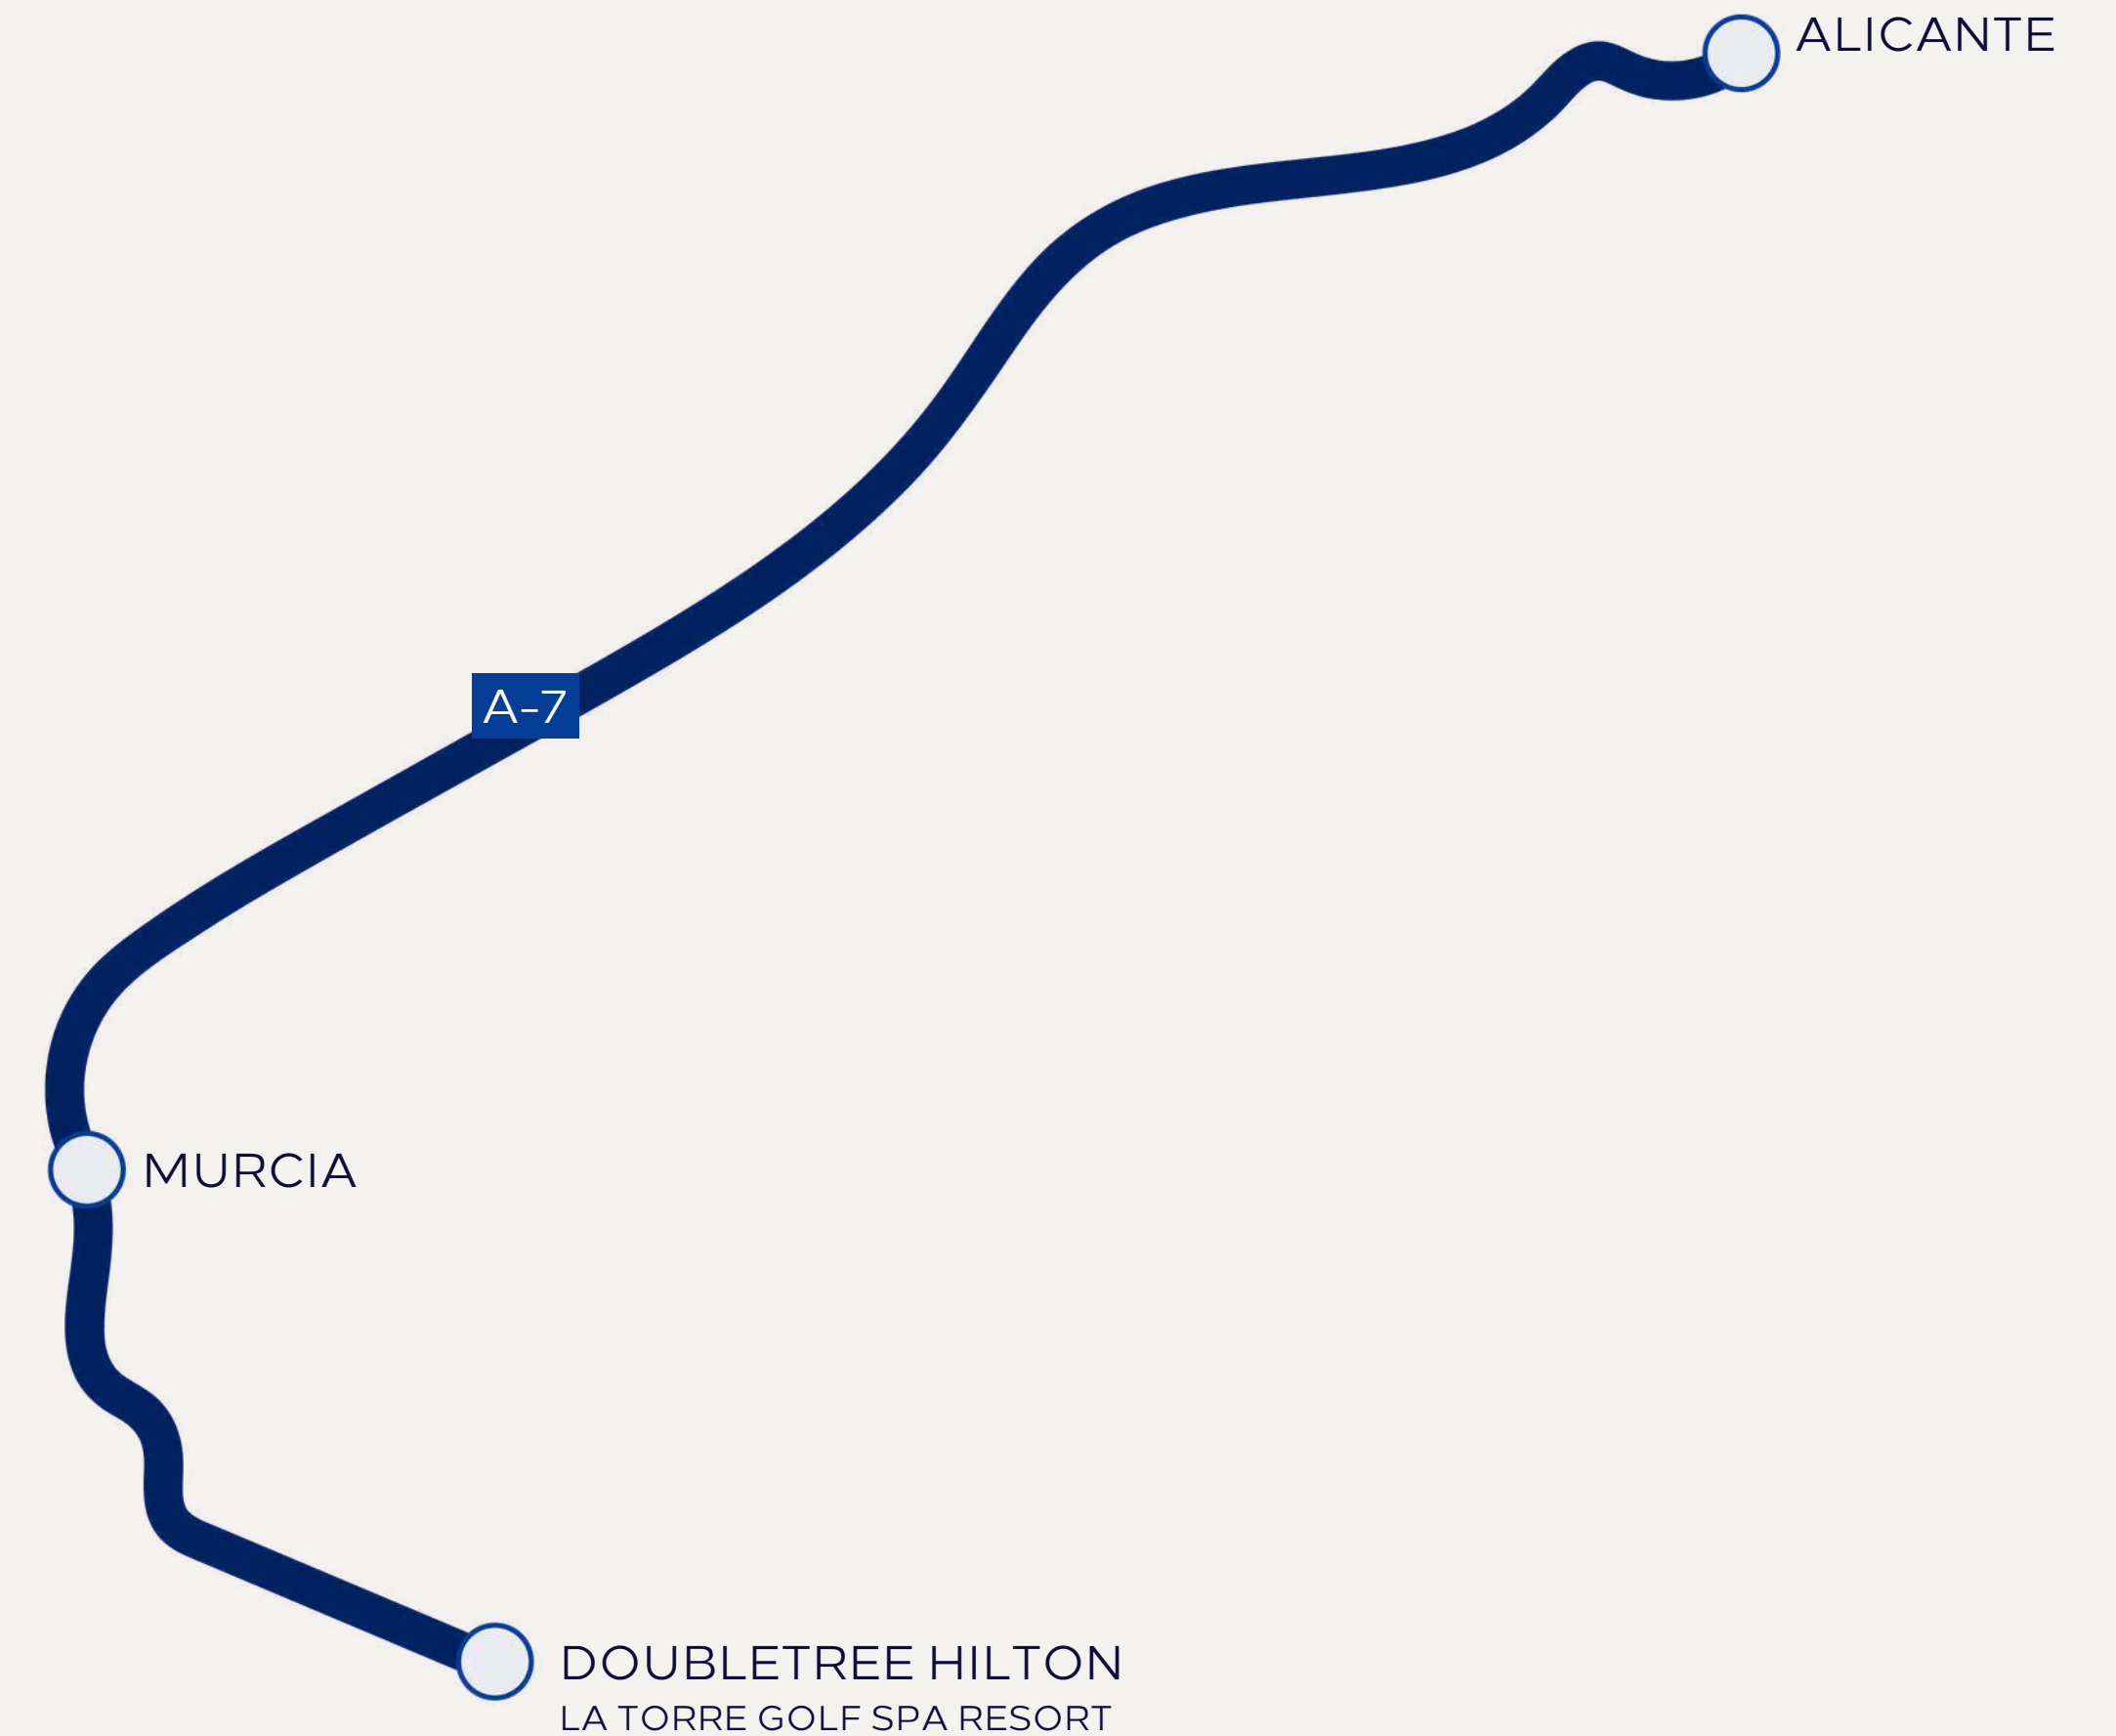 ALICANTE
A-7
MURCIA
DOUBLETREE HILTON
LA TORRE GOLF SPA RESORT